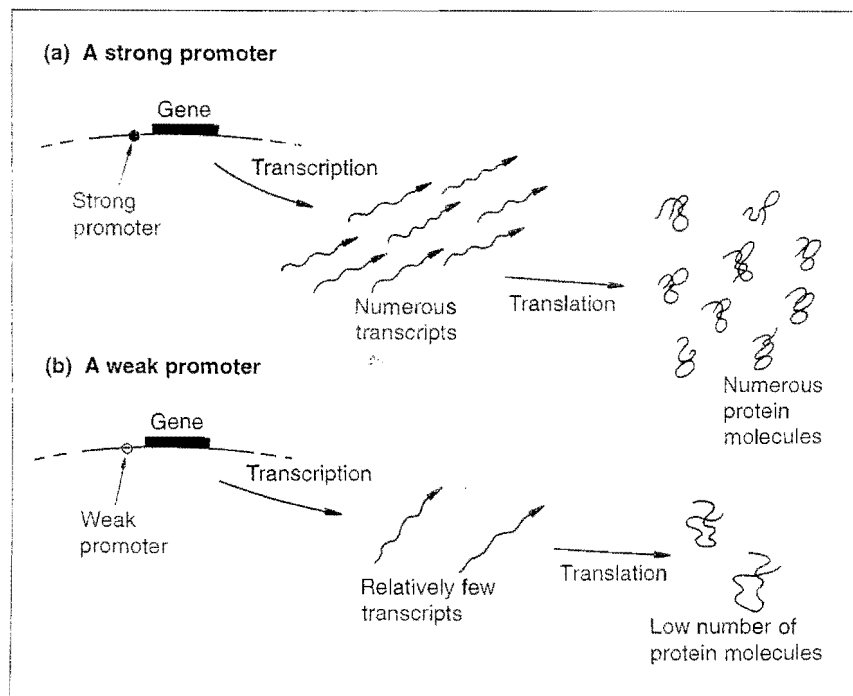 (a) A strong promoter
Gene
Transcription
Strong
promoter
Numerous
transcripts
Translation
Numerous
protein
molecules
(b) A weak promoter
Gene
Transcription
Weak
promoter
Relatively few
transcripts
Translation
Low number of
protein molecules